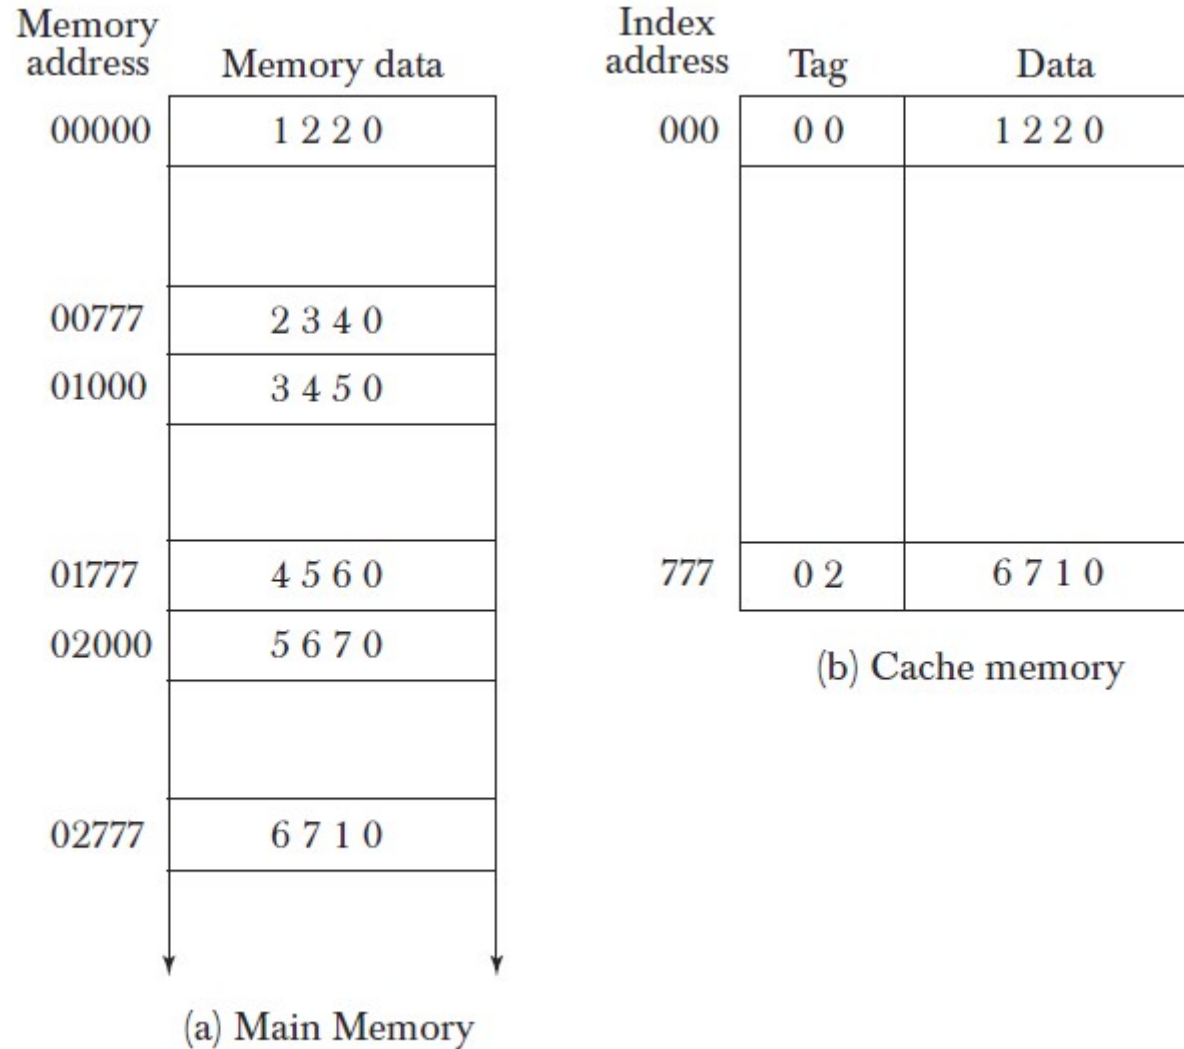 Memory
address
Memory data
00000
1 2 2 0
00777
2 3 4 0
01000
3 4 5 0
01777
4 5 6 0
02000
5 6 7 0
02777
6 7 1 0
(a) Main Memory
Index
address
Tag
Data
000
0 0
1 2 2 0
777
0 2
6 7 1 0
(b) Cache memory